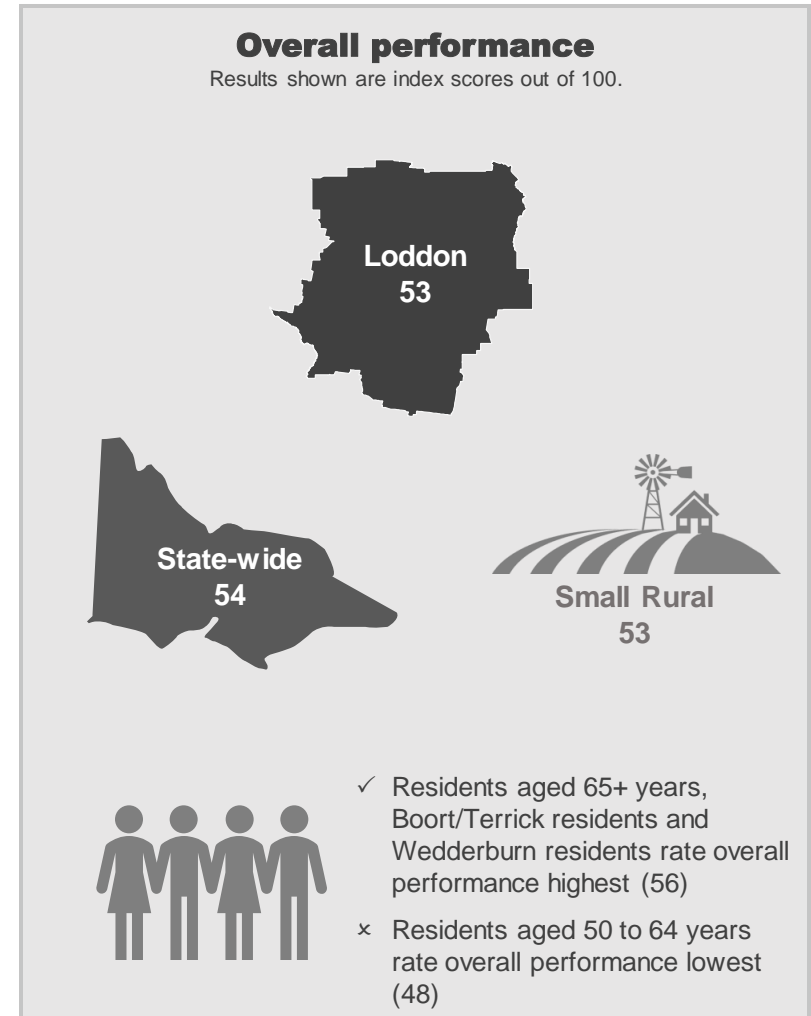 Overall performance
Results shown are index scores out of 100.
Loddon
53
State-wide
54
Small Rural
53
✓ Residents aged 65+ years,
Boort/Terrick residents and
Wedderburn residents rate overall
performance highest (56)
× Residents aged 50 to 64 years
rate overall performance lowest
(48)